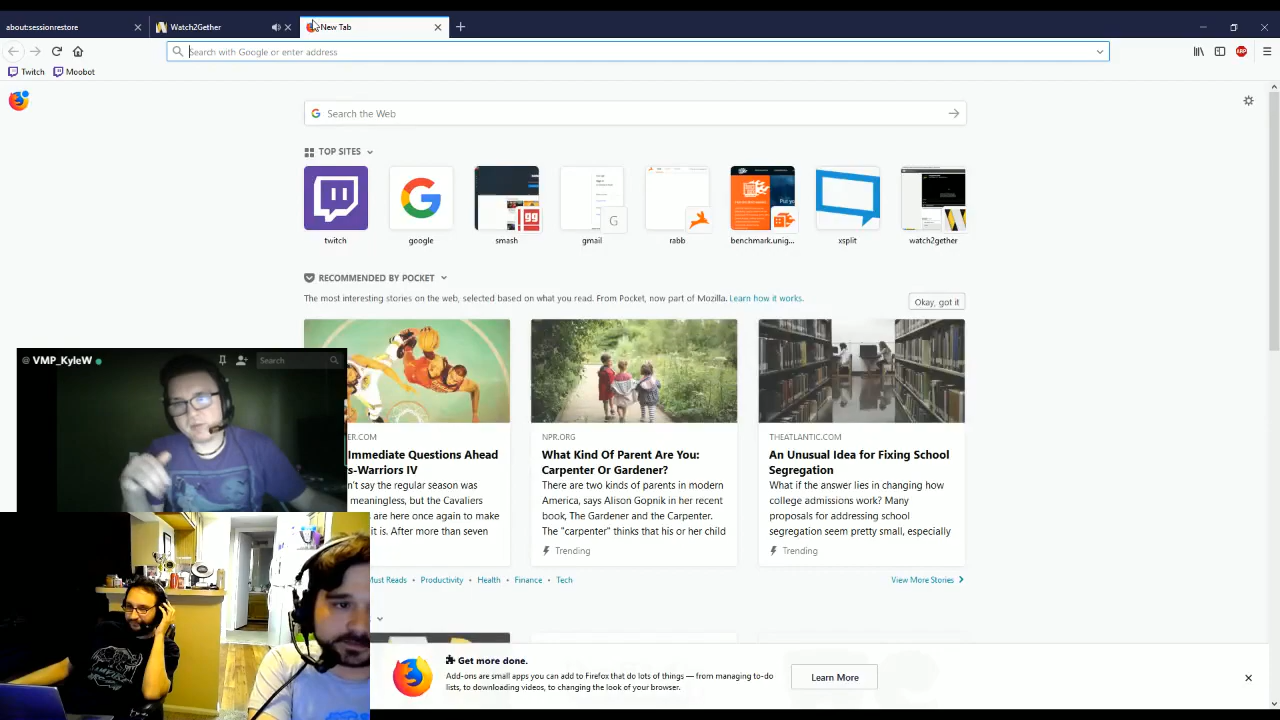 about:sessionrestore
Watch2Gether
New Tab
Search with Google or enter address
Twitch
Moobot
ABP
Search the Web
TOP SITES
twitch
google
smash
gmail
rabb
benchmark.unig...
xsplit
watch2gether
G
RECOMMENDED BY POCKET
The most interesting stories on the web, selected based on what you read. From Pocket, now part of Mozilla. Learn how it works.
Okay, got it
@ VMP_KyleW
Search
ER.COM
Immediate Questions Ahead
s-Warriors IV
n't say the regular season was
meaningless, but the Cavaliers
are here once again to make
it is. After more than seven
NPR.ORG
What Kind Of Parent Are You:
Carpenter Or Gardener?
There are two kinds of parents in modern
America, says Alison Gopnik in her recent
book, The Gardener and the Carpenter.
The "carpenter" thinks that his or her child
Trending
THEATLANTIC.COM
An Unusual Idea for Fixing School
Segregation
What if the answer lies in changing how
college admissions work? Many
proposals for addressing school
segregation seem pretty small, especially
Trending
Must Reads • Productivity • Health • Finance • Tech
View More Stories
Get more done.
Add-ons are small apps you can add to Firefox that do lots of things — from managing to-do
lists, to downloading videos, to changing the look of your browser.
Learn More